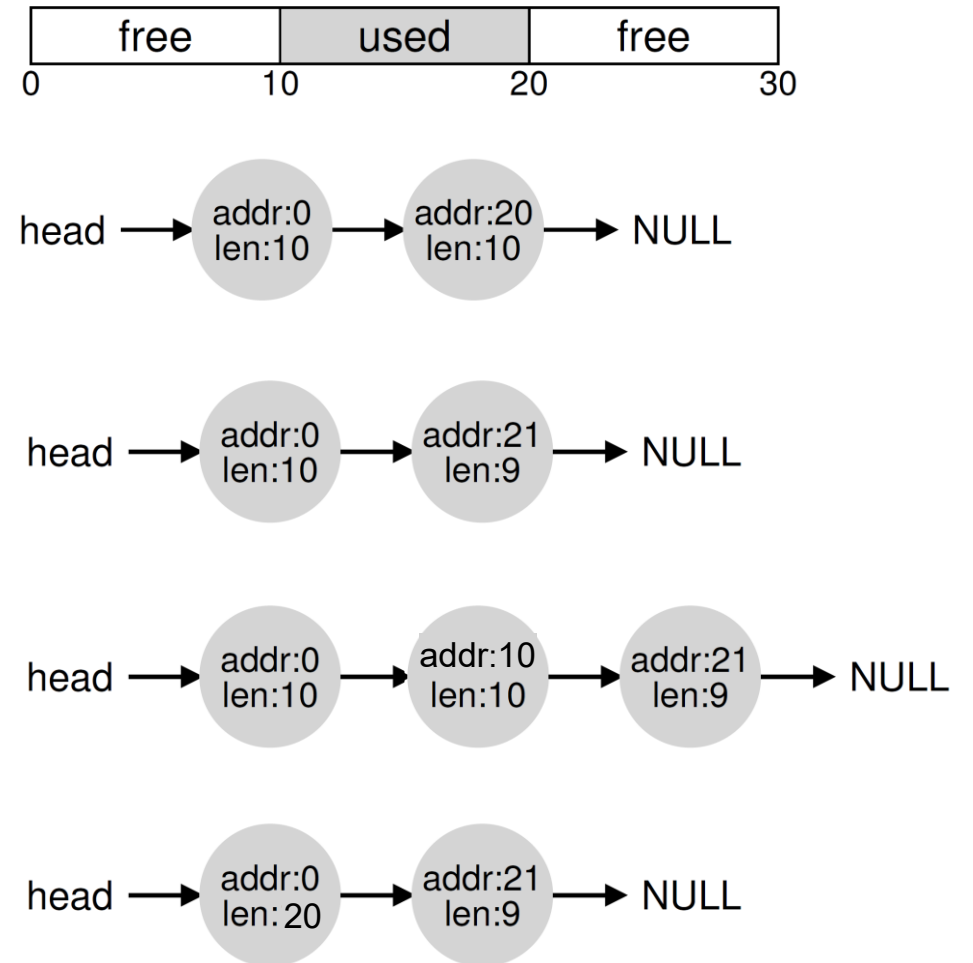 free used free
0 10 20 30
head addr:0 addr:20 NULL
len:10 len:10
head addr:0 addr:21 NULL
len:10 len:9
head addr:0 addr:10 addr:21 NULL
len:10 len:10 len:9
head addr:0 addr:21 NULL
len:20 len:9